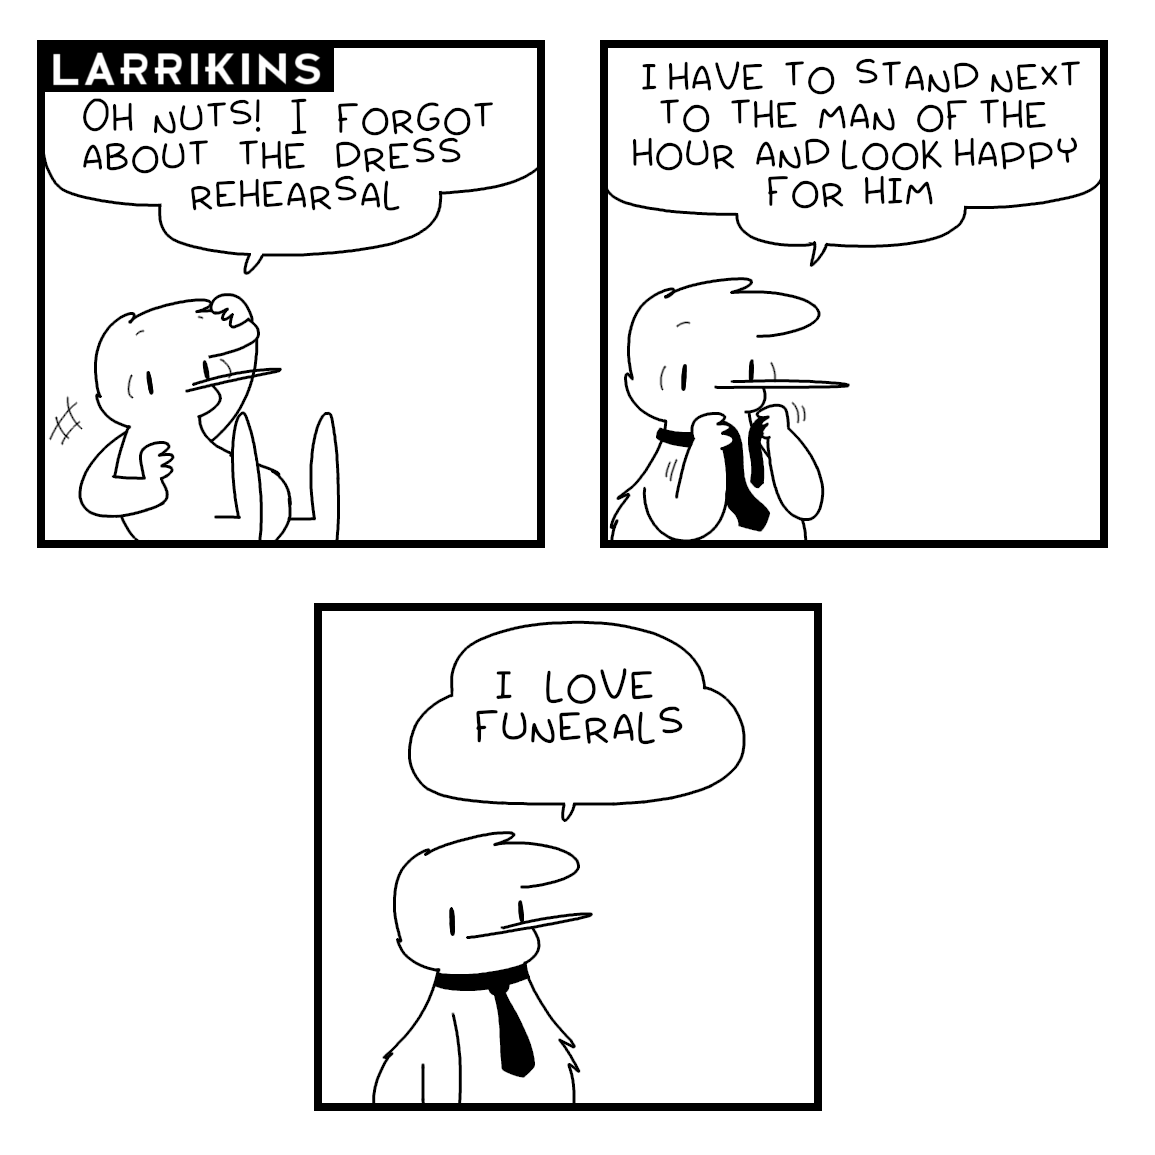 LARRIKINS
OH NUTS! I FORGOT
ABOUT THE DRESS
REHEARSAL
I HAVE TO STAND NEXT
TO THE MAN OF THE
HOUR AND LOOK HAPPY
FOR HIM
I LOVE
FUNERALS